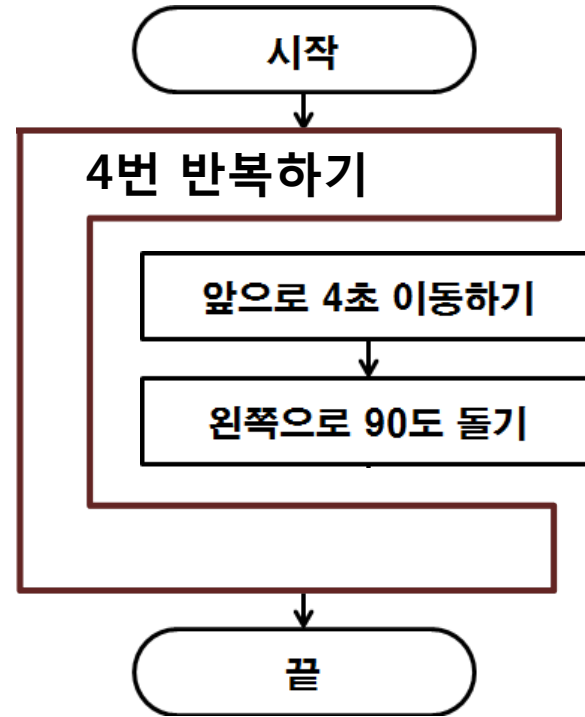 시작
4번 반복하기
앞으로 4초 이동하기
왼쪽으로 90도 돌기
끝